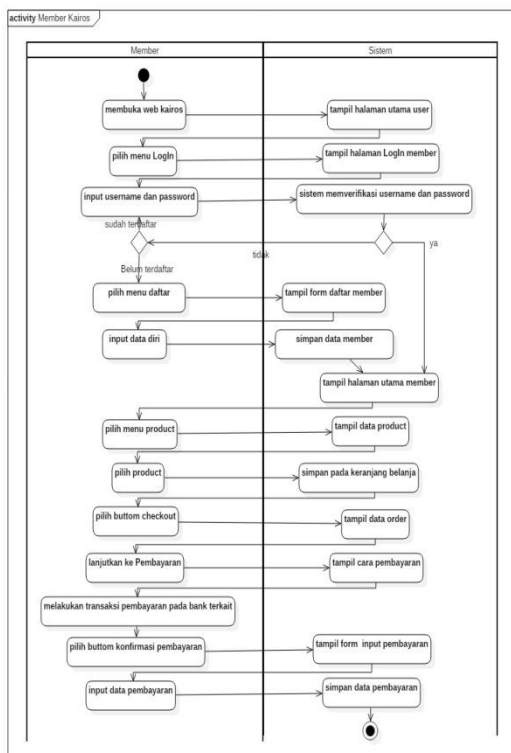 activity Member Kairos
Member
Sistem
membuka web kairos
tampil halaman utama user
pilih menu LogIn
tampil halaman LogIn member
input username dan password
sistem memverifikasi username dan password
sudah terdaftar
tidak
ya
Belum terdaftar
pilih menu daftar
tampil form daftar member
input data diri
simpan data member
tampil halaman utama member
pilih menu product
tampil data product
pilih product
simpan pada keranjang belanja
pilih buttom checkout
tampil data order
lanjutkan ke Pembayaran
tampil cara pembayaran
melakukan transaksi pembayaran pada bank terkait
pilih buttom konfirmasi pembayaran
tampil form input pembayaran
input data pembayaran
simpan data pembayaran